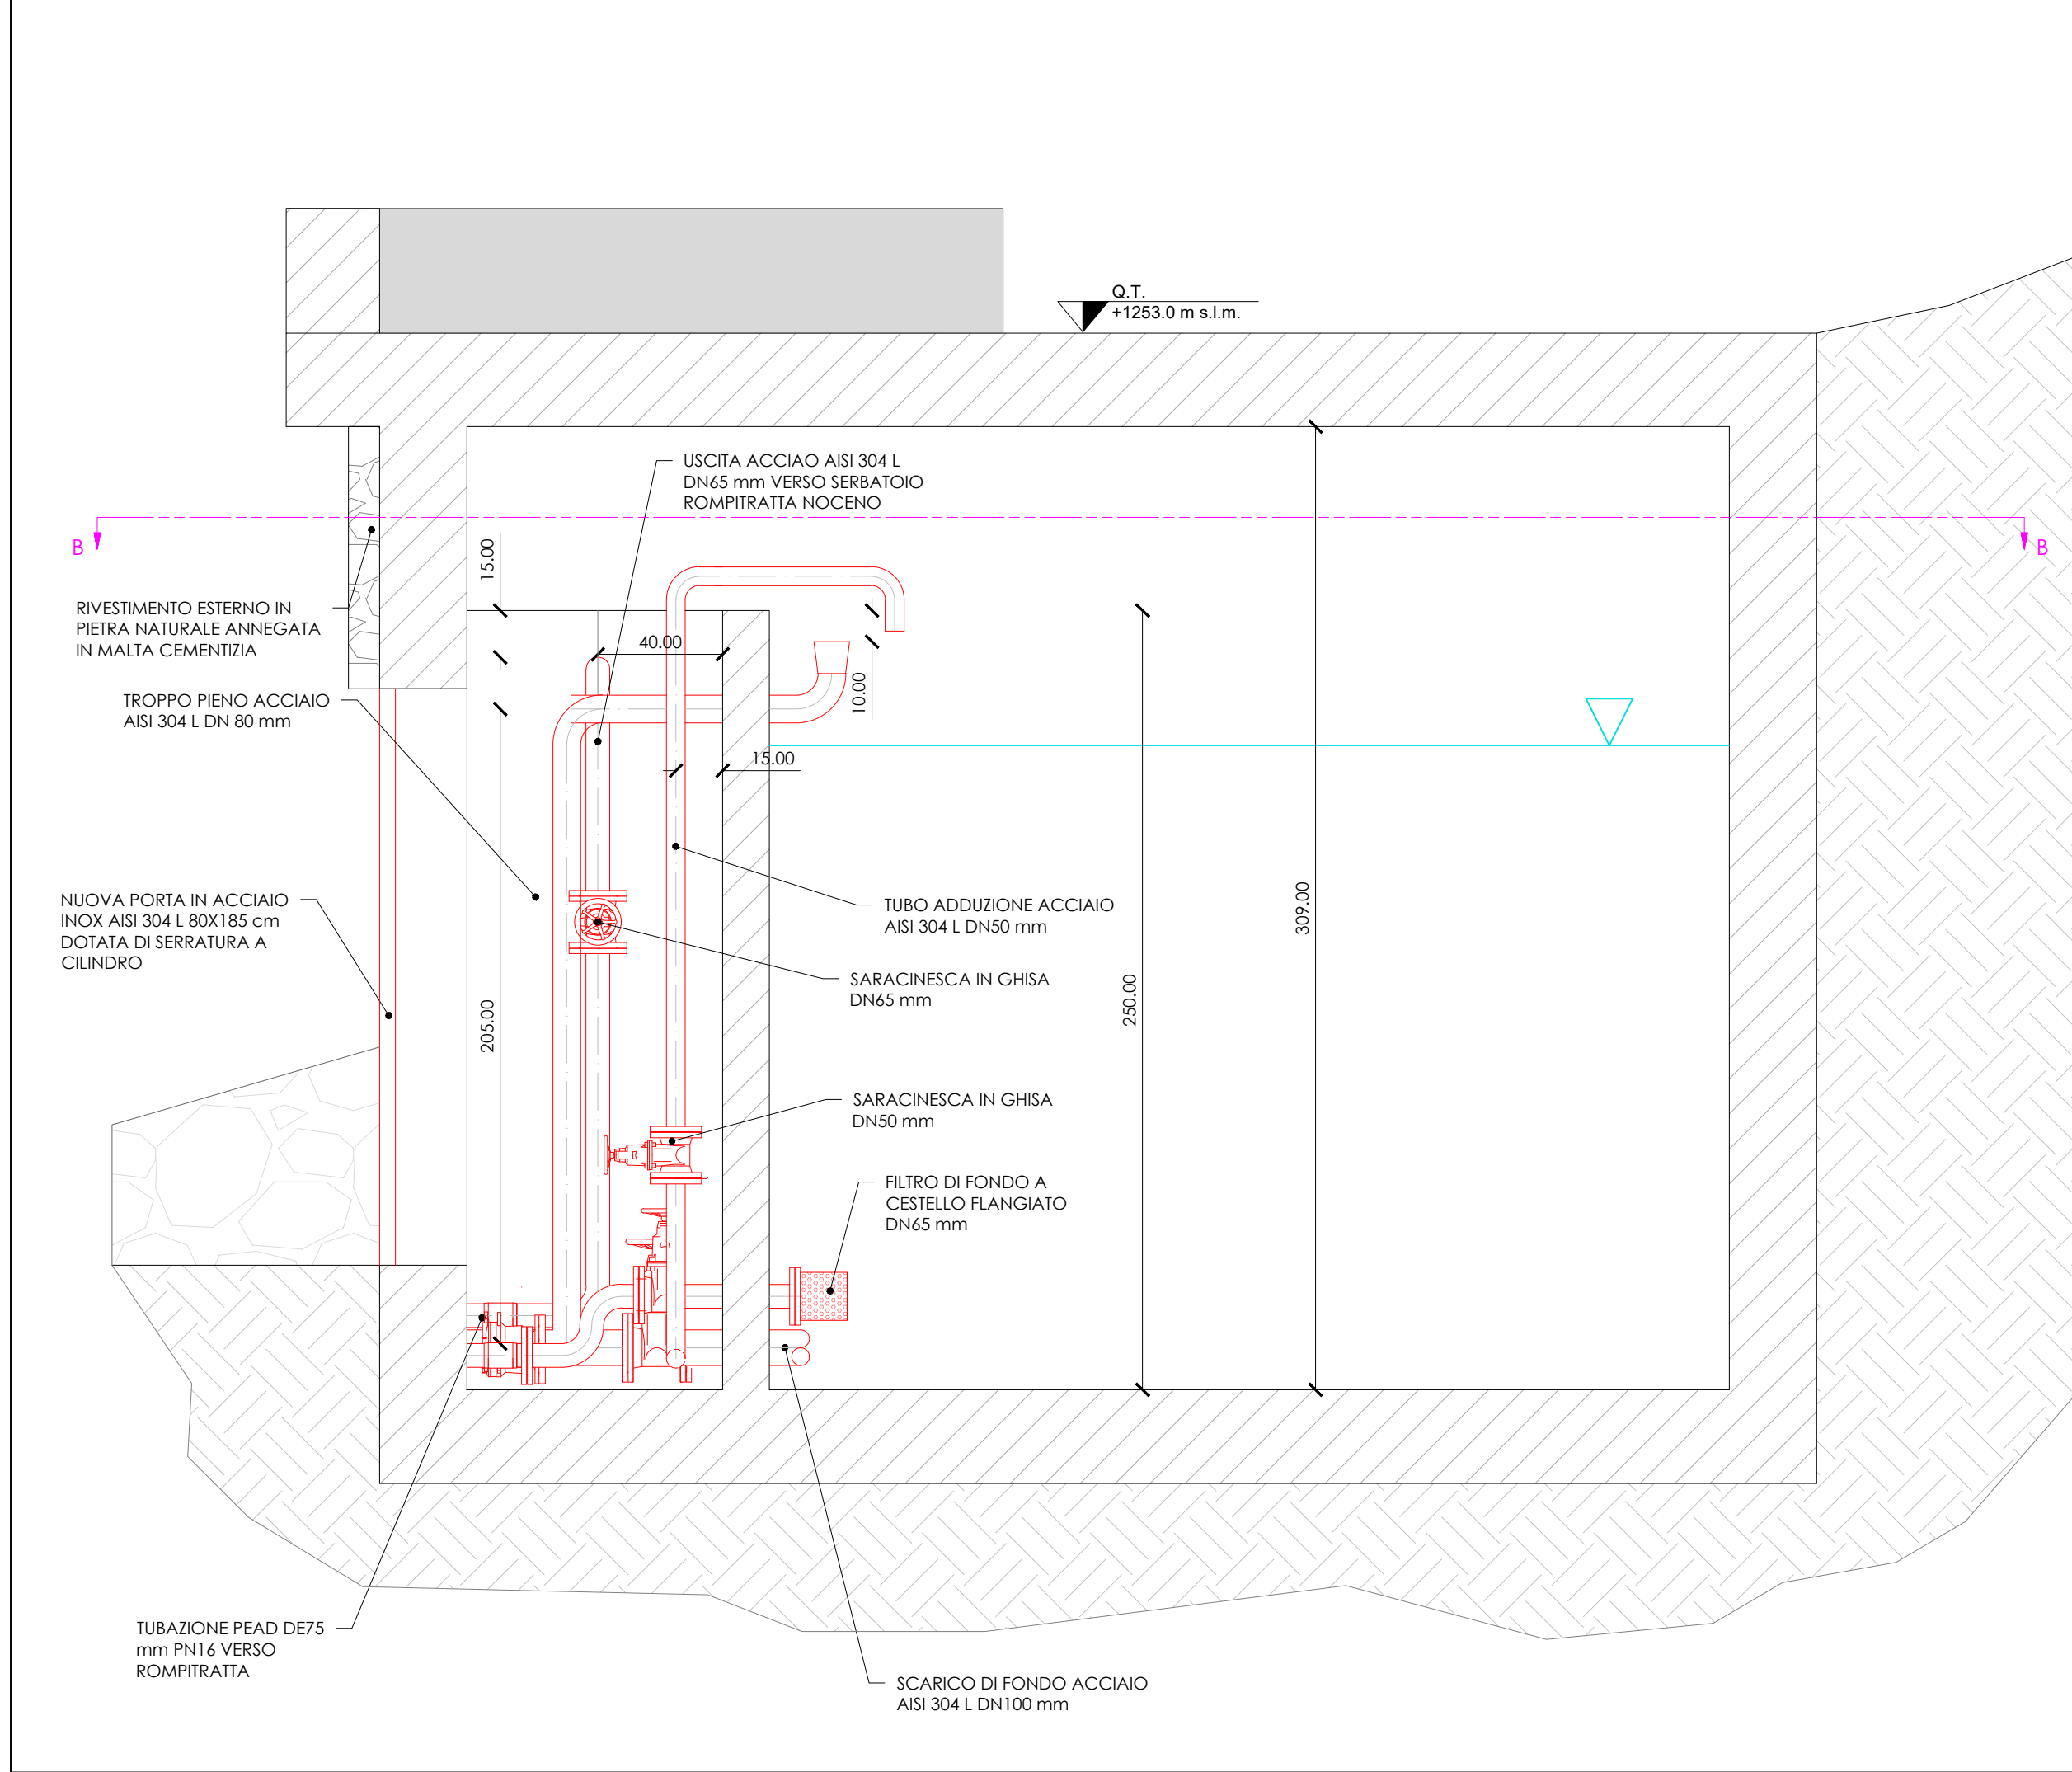 Q.T.
+1253.0 m s.l.m.
USCITA ACCIAO AISI 304 L
DN65 mm VERSO SERBATOIO
ROMPITRATTA NOCENO
B
B
15.00
RIVESTIMENTO ESTERNO IN
PIETRA NATURALE ANNEGATA
IN MALTA CEMENTIZIA
40.00
10.00
TROPPO PIENO ACCIAIO
AISI 304 L DN 80 mm
15.00
NUOVA PORTA IN ACCIAIO
INOX AISI 304 L 80X185 cm
DOTATA DI SERRATURA A
CILINDRO
TUBO ADDUZIONE ACCIAIO
AISI 304 L DN50 mm
309.00
SARACINESCA IN GHISA
DN65 mm
250.00
205.00
SARACINESCA IN GHISA
DN50 mm
FILTRO DI FONDO A
CESTELLO FLANGIATO
DN65 mm
TUBAZIONE PEAD DE75
mm PN16 VERSO
ROMPITRATTA
SCARICO DI FONDO ACCIAIO
AISI 304 L DN100 mm